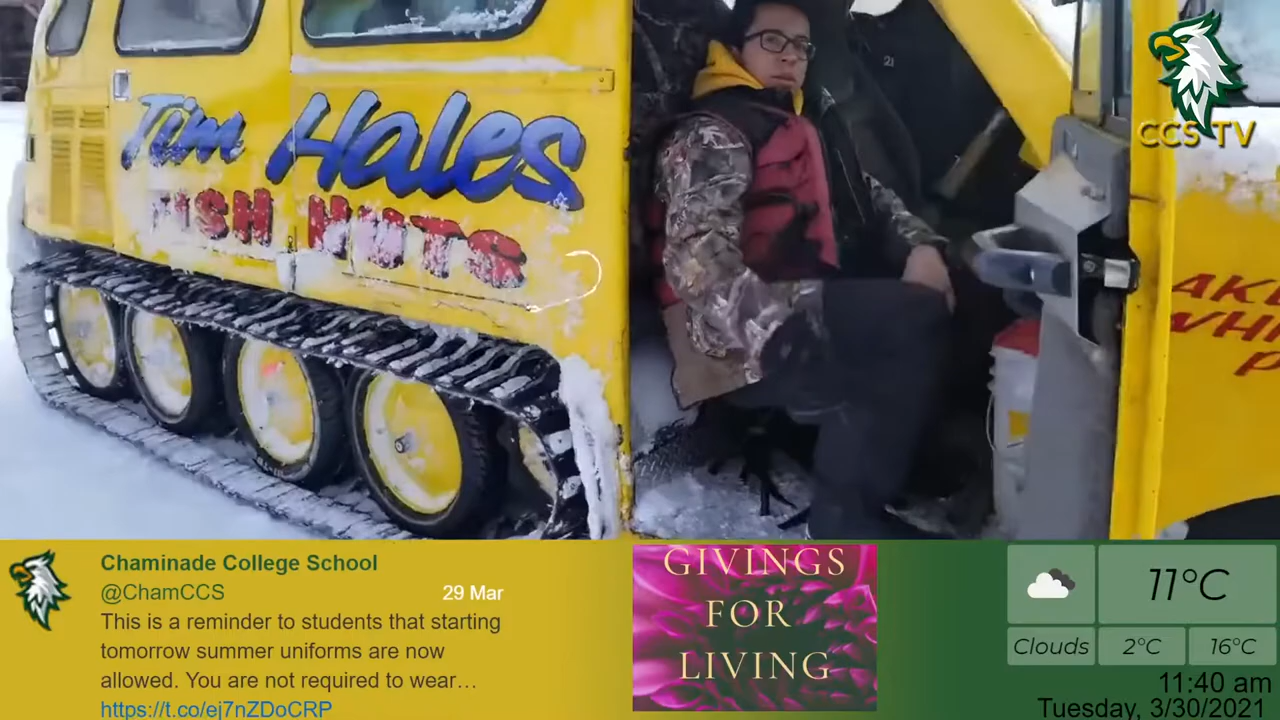 Tim Hales
FISH HUTS
21
CCS TV
Chaminade College School
@ChamCCS
29 Mar
This is a reminder to students that starting
tomorrow summer uniforms are now
allowed. You are not required to wear…
https://t.co/ej7nZDoCRP
GIVINGS
FOR
LIVING
11°C
Clouds
2°C
16°C
11:40 am
Tuesday, 3/30/2021